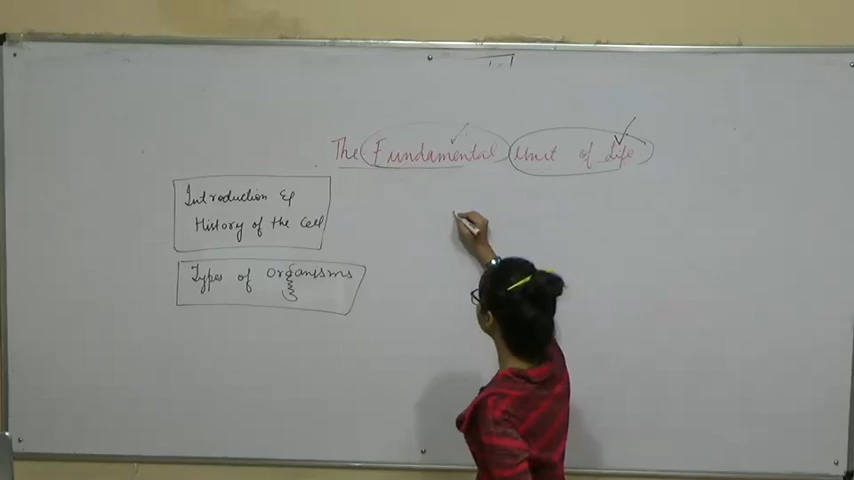 The Fundamental Unit of life
Introduction &
History of the Cell
Types of Organisms